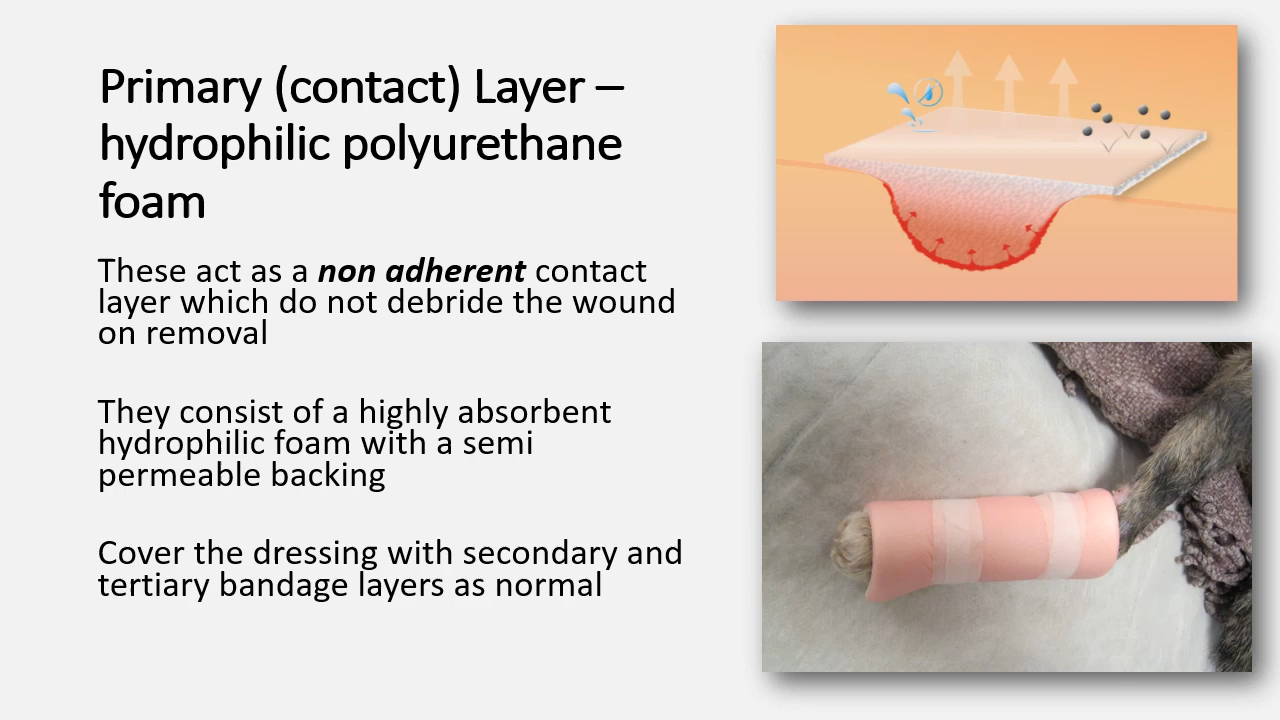 Primary (contact) Layer –
hydrophilic polyurethane
foam
These act as a non adherent contact
layer which do not debride the wound
on removal
They consist of a highly absorbent
hydrophilic foam with a semi
permeable backing
Cover the dressing with secondary and
tertiary bandage layers as normal